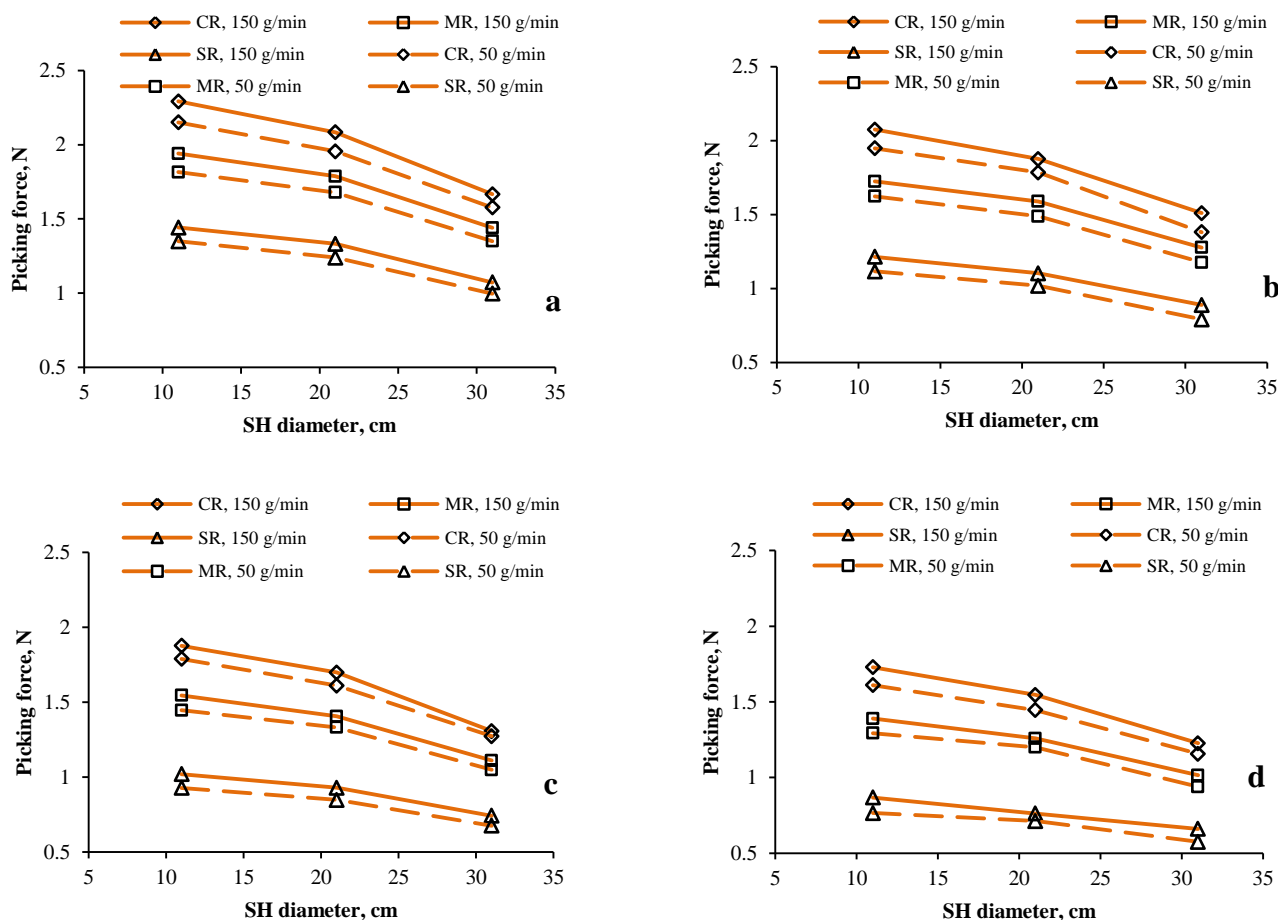 CR, 150 g/min MR, 150 g/min
SR, 150 g/min CR, 50 g/min
MR, 50 g/min SR, 50 g/min
2.5
2
1.5
1
0.5
Picking force, N
a
5 10 15 20 25 30 35
SH diameter, cm
CR, 150 g/min MR, 150 g/min
SR, 150 g/min CR, 50 g/min
MR, 50 g/min SR, 50 g/min
2.5
2
1.5
1
0.5
Picking force, N
b
5 10 15 20 25 30 35
SH diameter, cm
CR, 150 g/min MR, 150 g/min
SR, 150 g/min CR, 50 g/min
MR, 50 g/min SR, 50 g/min
2.5
2
1.5
1
0.5
Picking force, N
c
5 10 15 20 25 30 35
SH diameter, cm
CR, 150 g/min MR, 150 g/min
SR, 150 g/min CR, 50 g/min
MR, 50 g/min SR, 50 g/min
2.5
2
1.5
1
0.5
Picking force, N
d
5 10 15 20 25 30 35
SH diameter, cm